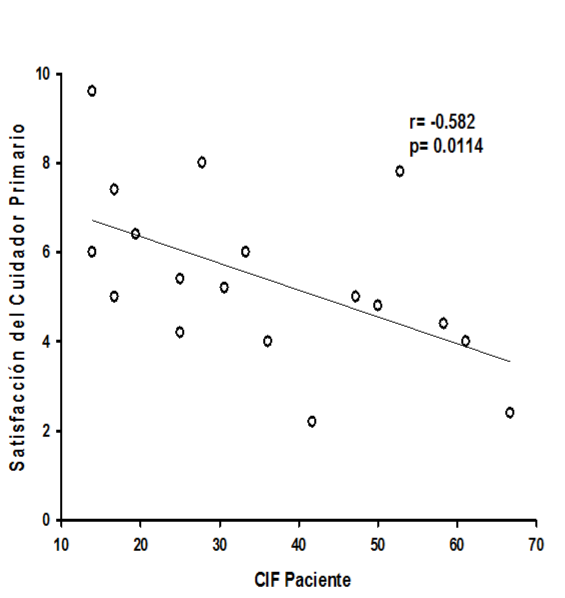 10
8
6
4
2
0
Satisfacción del Cuidador Primario
r= -0.582
p= 0.0114
10 20 30 40 50 60 70
CIF Paciente